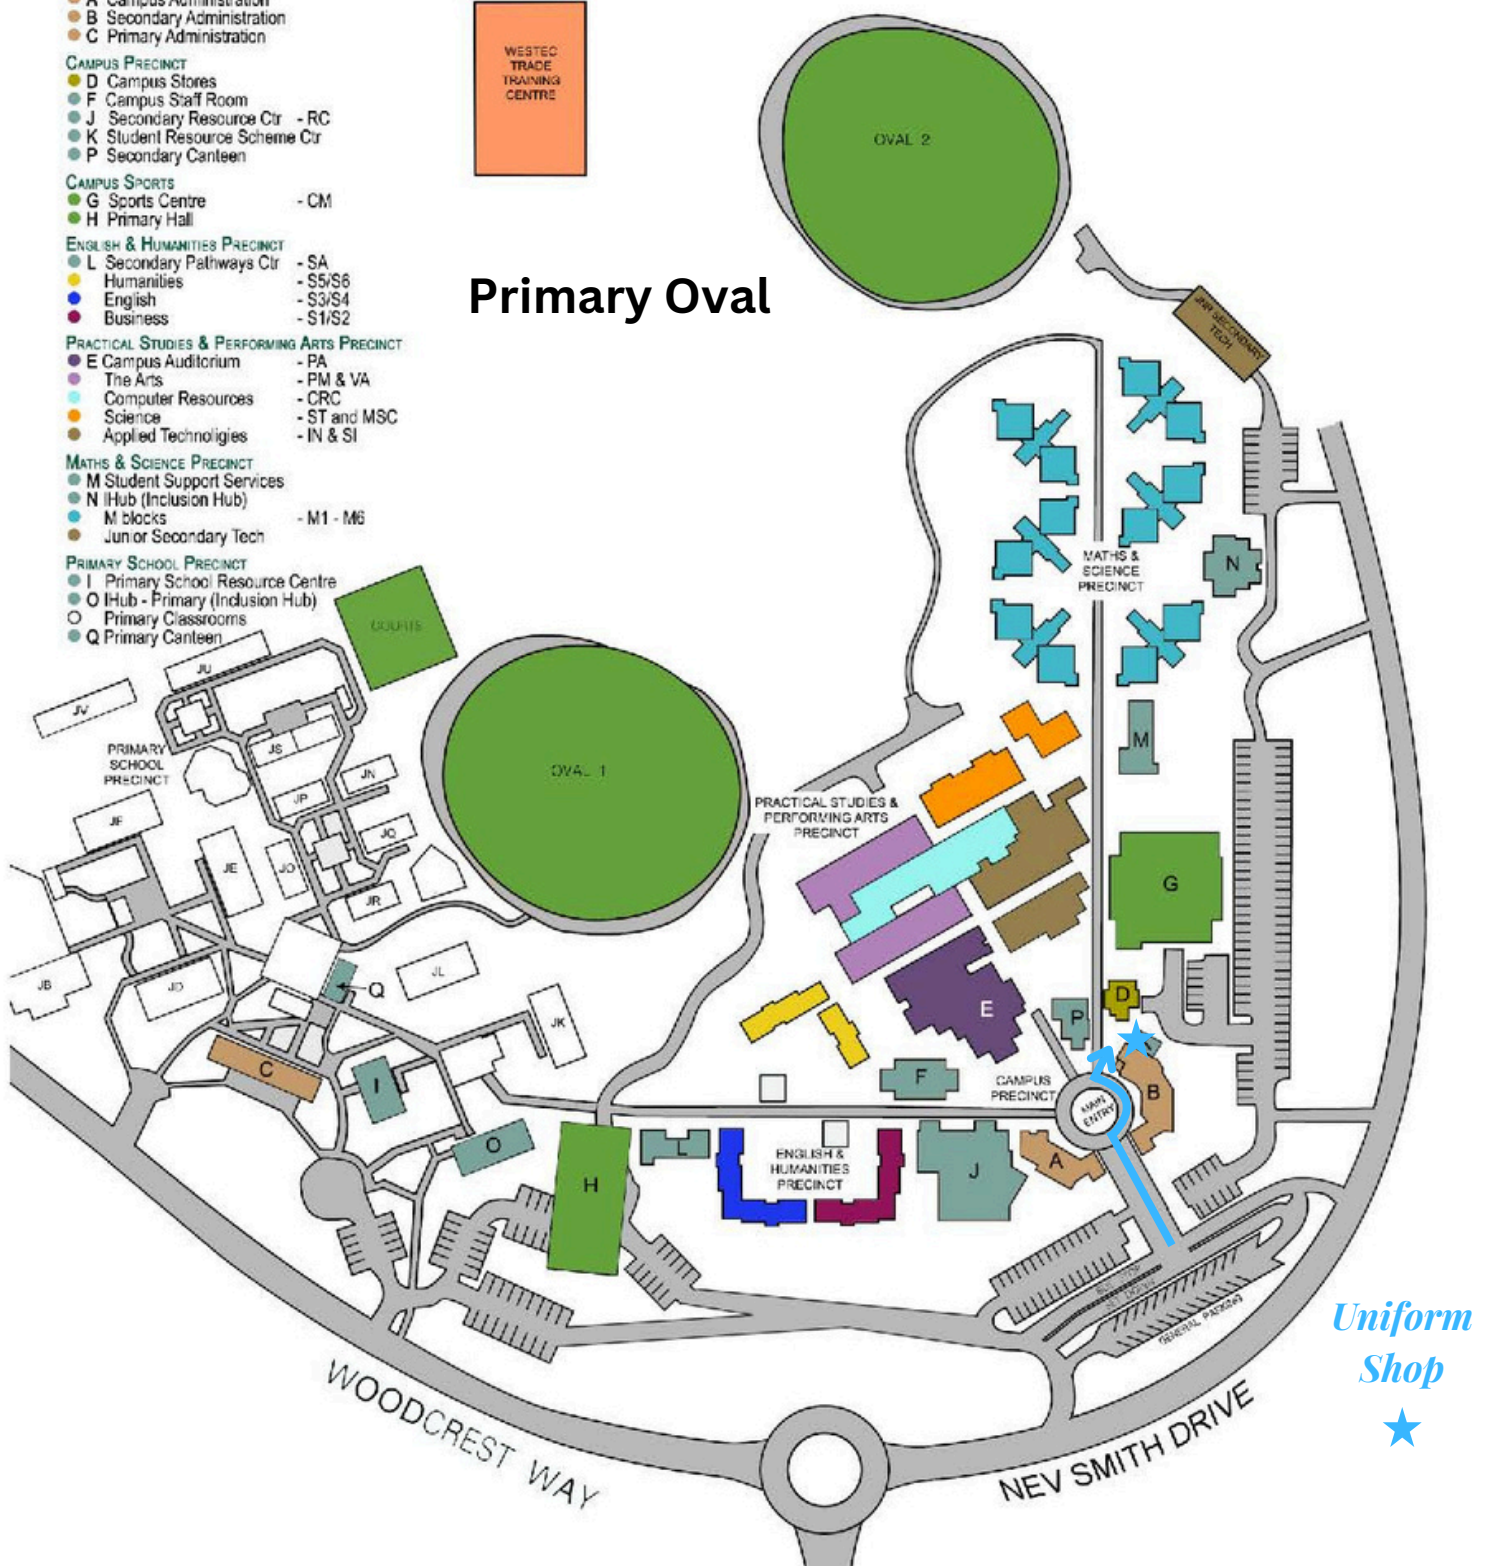 A Campus Administration
B Secondary Administration
C Primary Administration
CAMPUS PRECINCT
D Campus Stores
F Campus Staff Room
J Secondary Resource Ctr - RC
K Student Resource Scheme Ctr
P Secondary Canteen
CAMPUS SPORTS
G Sports Centre - CM
H Primary Hall
ENGLISH & HUMANITIES PRECINCT
L Secondary Pathways Ctr - SA
Humanities - S5/S6
English - S3/S4
Business - S1/S2
PRACTICAL STUDIES & PERFORMING ARTS PRECINCT
E Campus Auditorium - PA
The Arts - PM & VA
Computer Resources - CRC
Science - ST and MSC
Applied Technoligies - IN & SI
MATHS & SCIENCE PRECINCT
M Student Support Services
N IHub (Inclusion Hub)
M blocks - M1 - M6
Junior Secondary Tech
PRIMARY SCHOOL PRECINCT
I Primary School Resource Centre
O IHub - Primary (Inclusion Hub)
Primary Classrooms
Q Primary Canteen
WESTEC
TRADE
TRAINING
CENTRE
OVAL 2
Primary Oval
JNR SECONDARY
TECH
MATHS &
SCIENCE
PRECINCT
N
M
COURTS
JU
JV
PRIMARY
SCHOOL
PRECINCT
JS
JN
JP
JQ
JF
JE
JO
JR
JB
JD
JL
Q
JK
OVAL 1
PRACTICAL STUDIES &
PERFORMING ARTS
PRECINCT
G
E
D
P
F
CAMPUS
PRECINCT
MAIN
ENTRY
B
A
C
I
O
H
L
ENGLISH &
HUMANITIES
PRECINCT
J
GENERAL PARKING
Uniform
Shop
WOODCREST WAY
NEV SMITH DRIVE